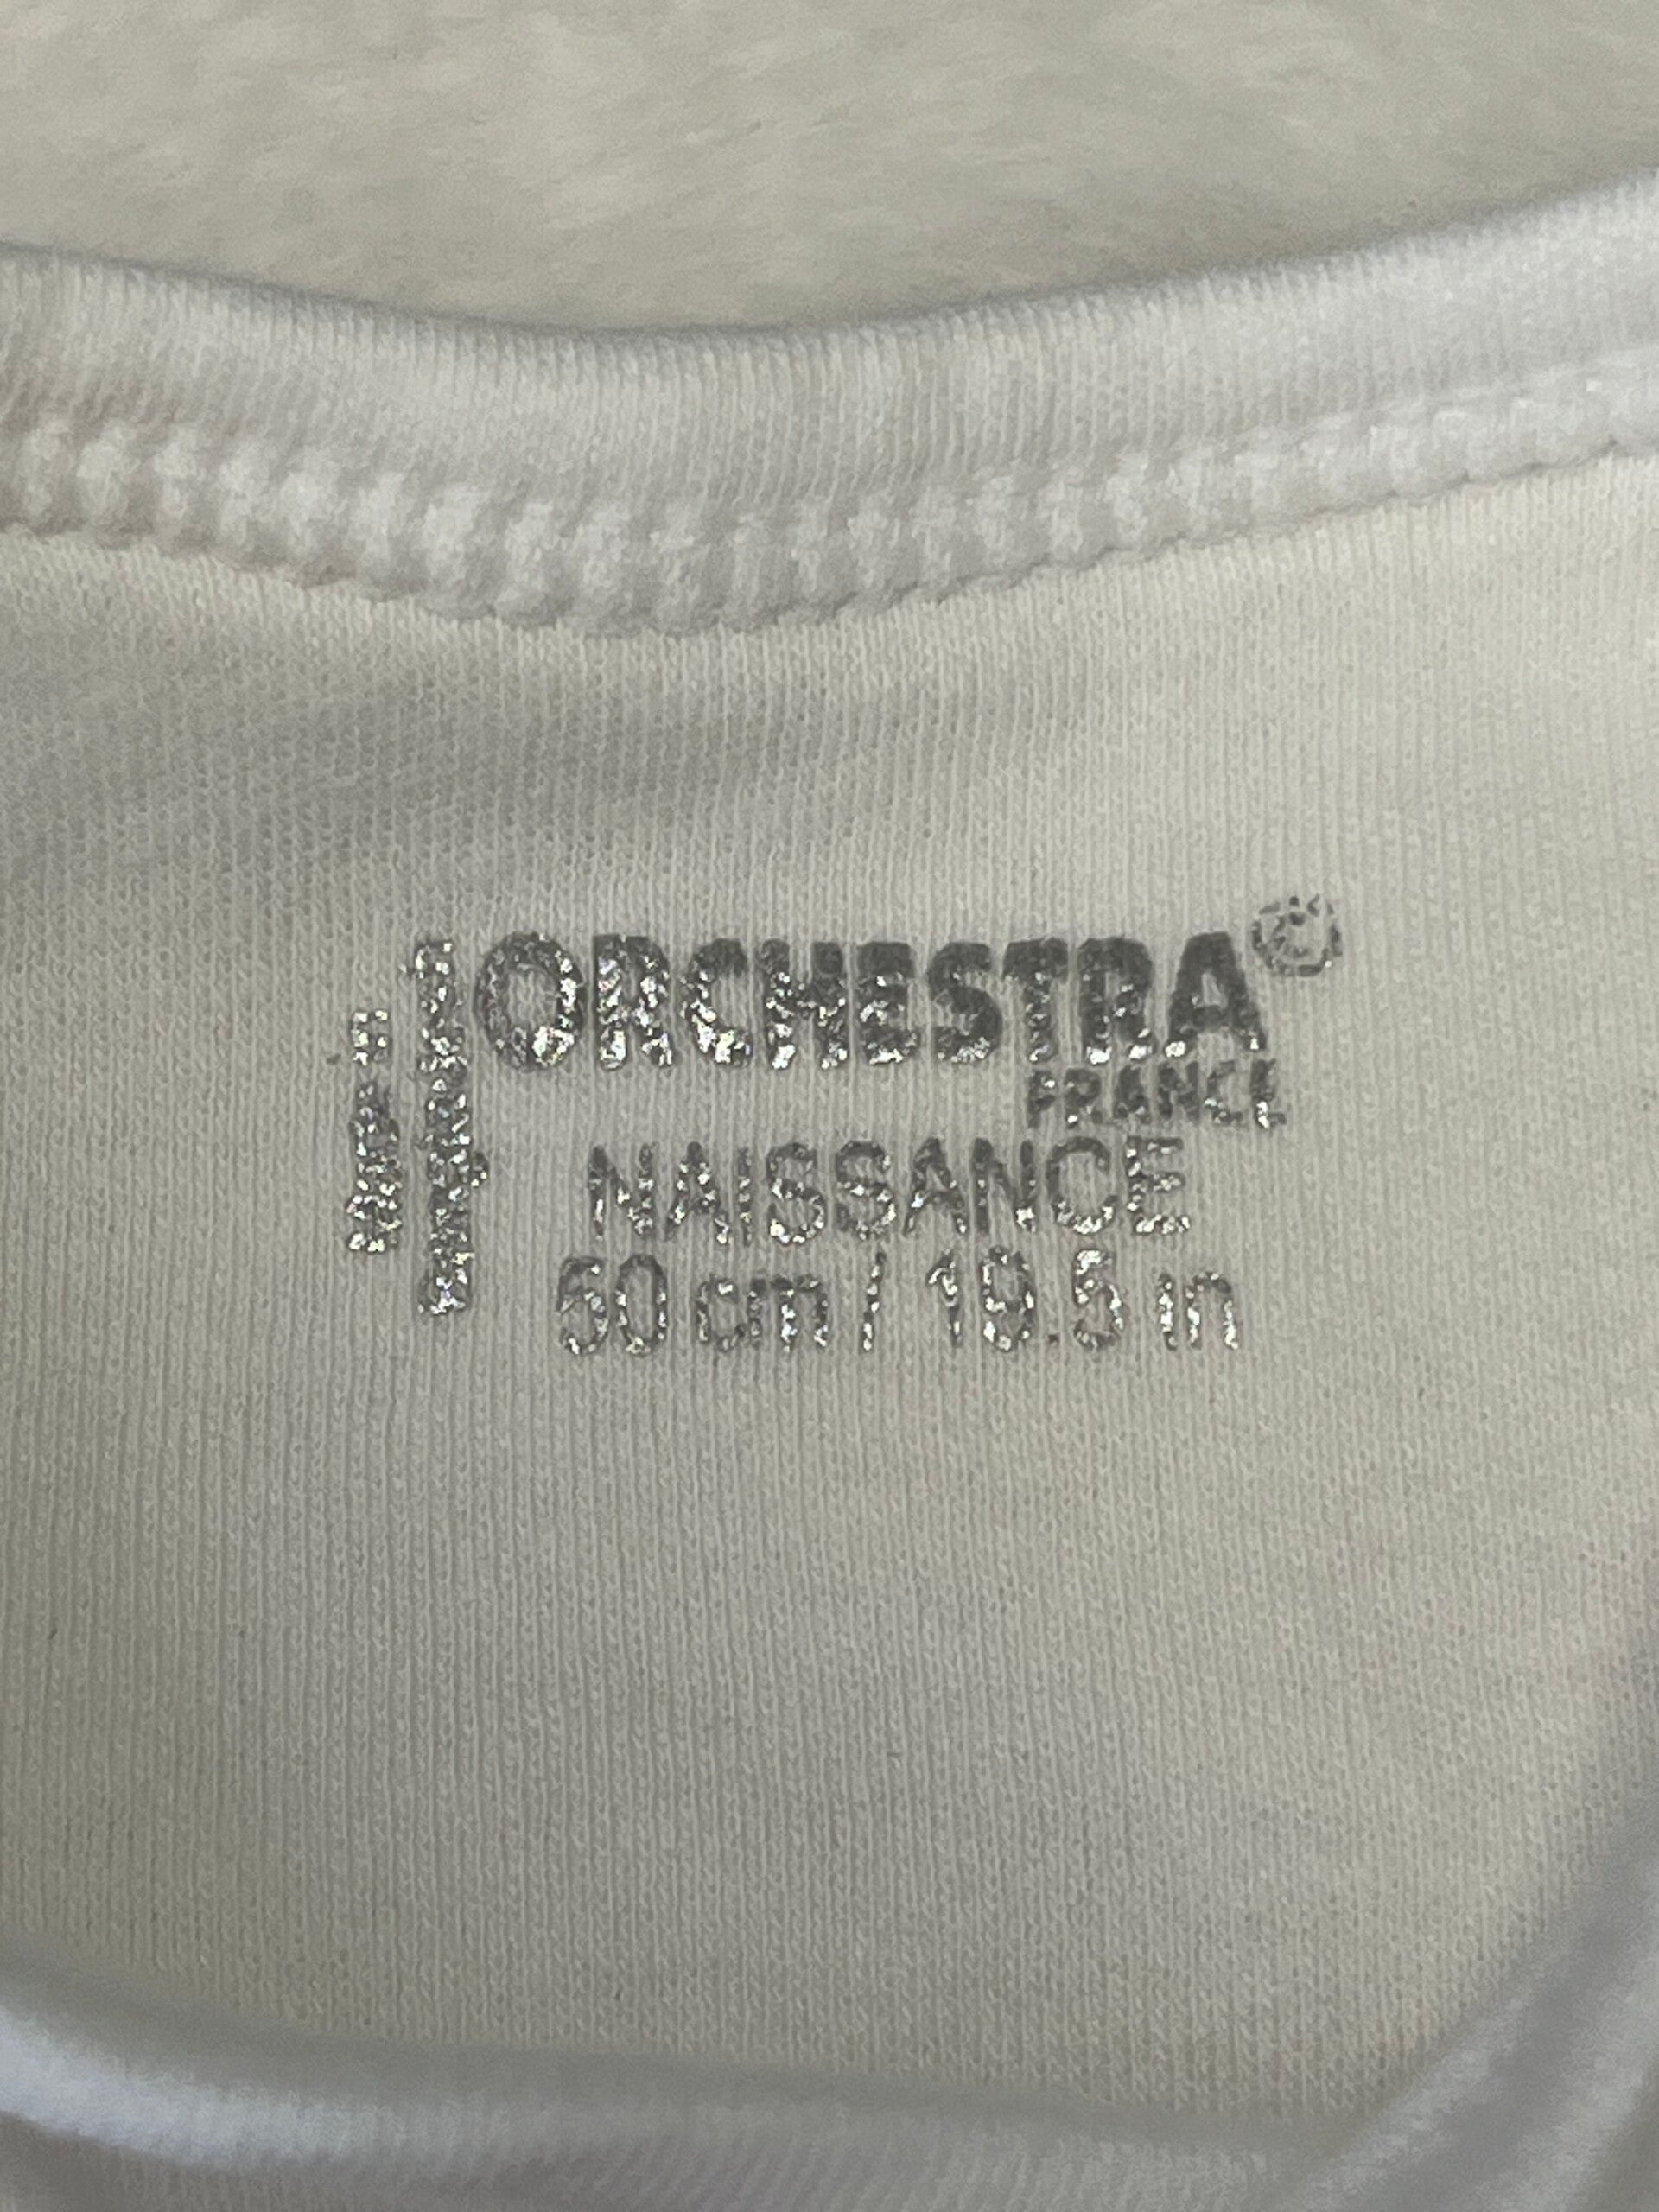 ORCHESTRA©
FRANCE
NAISSANCE
50 cm / 19.5 in